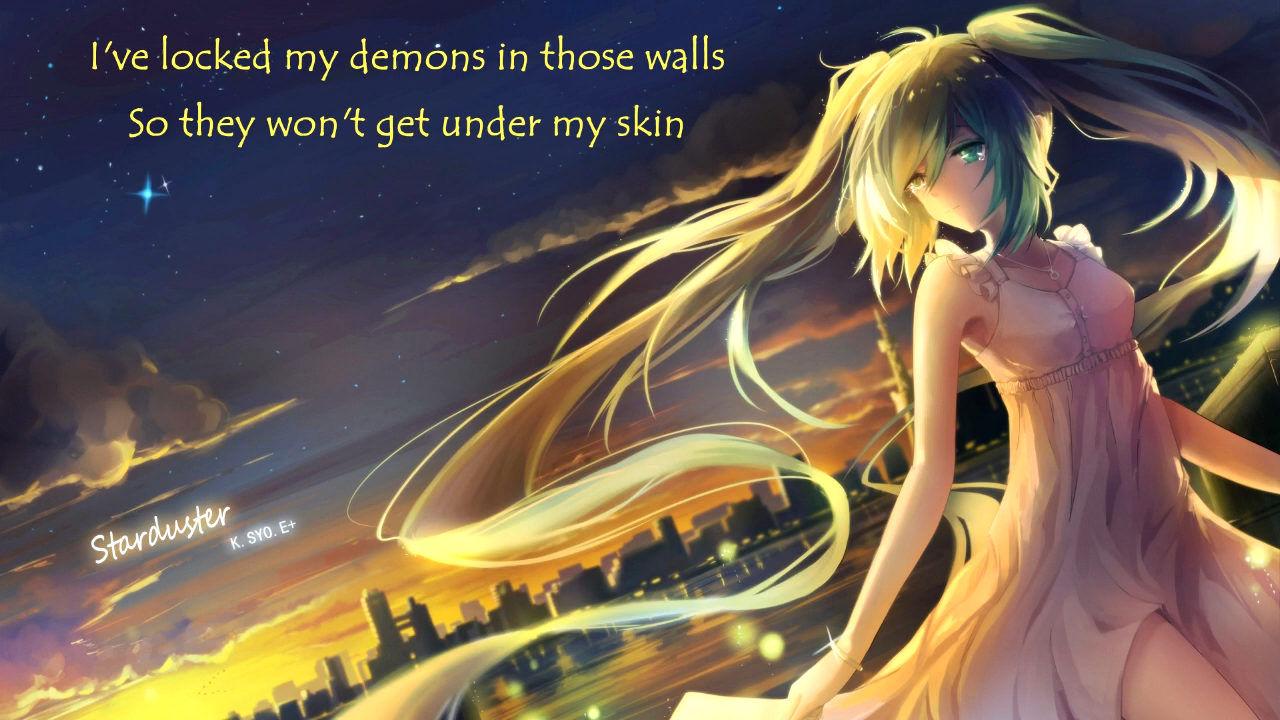 I've locked my demons in those walls
So they won't get under my skin
Starduster
K. SYO. E+